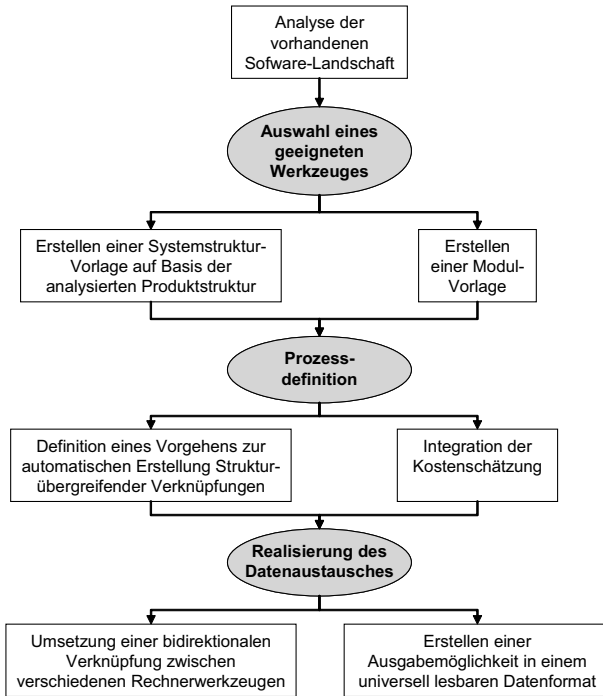 Analyse der
vorhandenen
Sofware-Landschaft
Auswahl eines
geeigneten
Werkzeuges
Erstellen einer Systemstruktur-
Vorlage auf Basis der
analysierten Produktstruktur
Erstellen
einer Modul-
Vorlage
Prozess-
definition
Definition eines Vorgehens zur
automatischen Erstellung Struktur-
übergreifender Verknüpfungen
Integration der
Kostenschätzung
Realisierung des
Datenaustausches
Umsetzung einer bidirektionalen
Verknüpfung zwischen
verschiedenen Rechnerwerkzeugen
Erstellen einer
Ausgabemöglichkeit in einem
universell lesbaren Datenformat